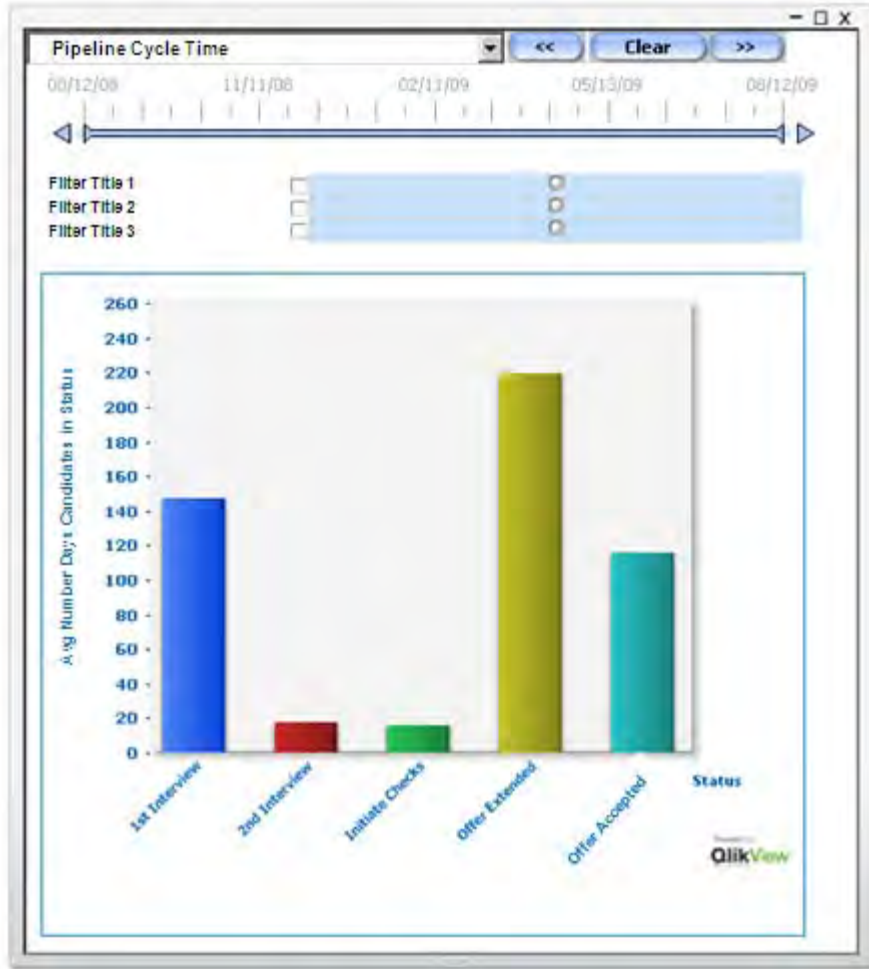 Pipeline Cycle Time << Clear >>
08/12/08 11/11/08 02/11/09 05/13/09 08/12/09
Filter Title 1
Filter Title 2
Filter Title 3
Avg Number Days Candidates in Status
260
240
220
200
180
160
140
120
100
80
60
40
20
0
1st Interview 2nd Interview Initiate Checks Offer Extended Offer Accepted
Status
QlikView